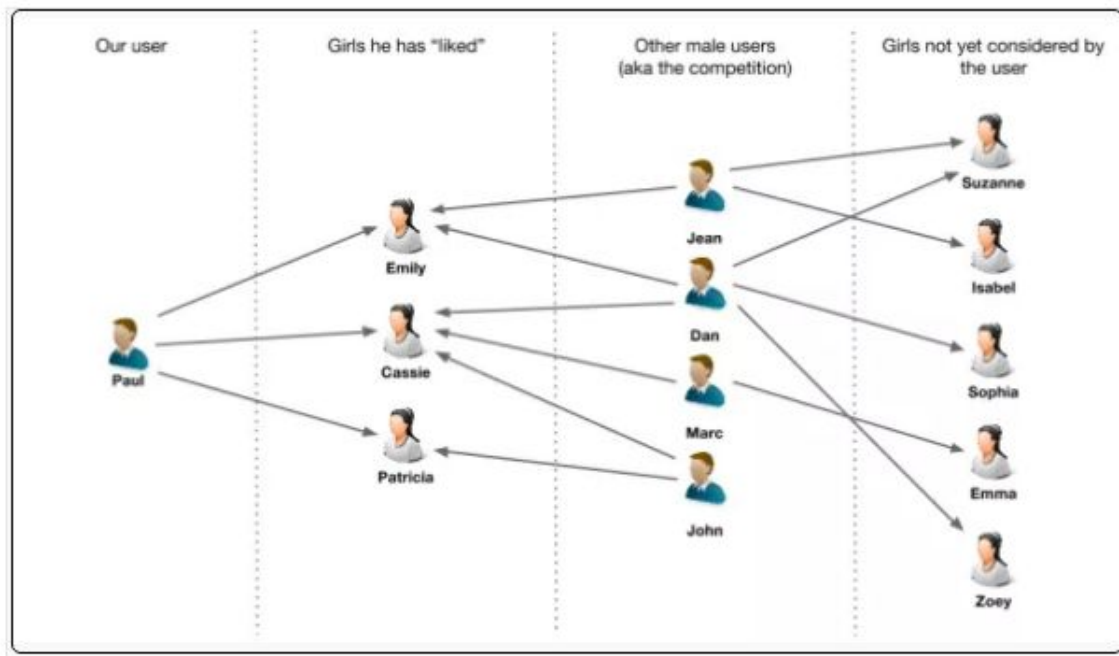 Our user
Girls he has “liked”
Other male users
(aka the competition)
Girls not yet considered by
the user
Paul
Emily
Cassie
Patricia
Jean
Dan
Marc
John
Suzanne
Isabel
Sophia
Emma
Zoey